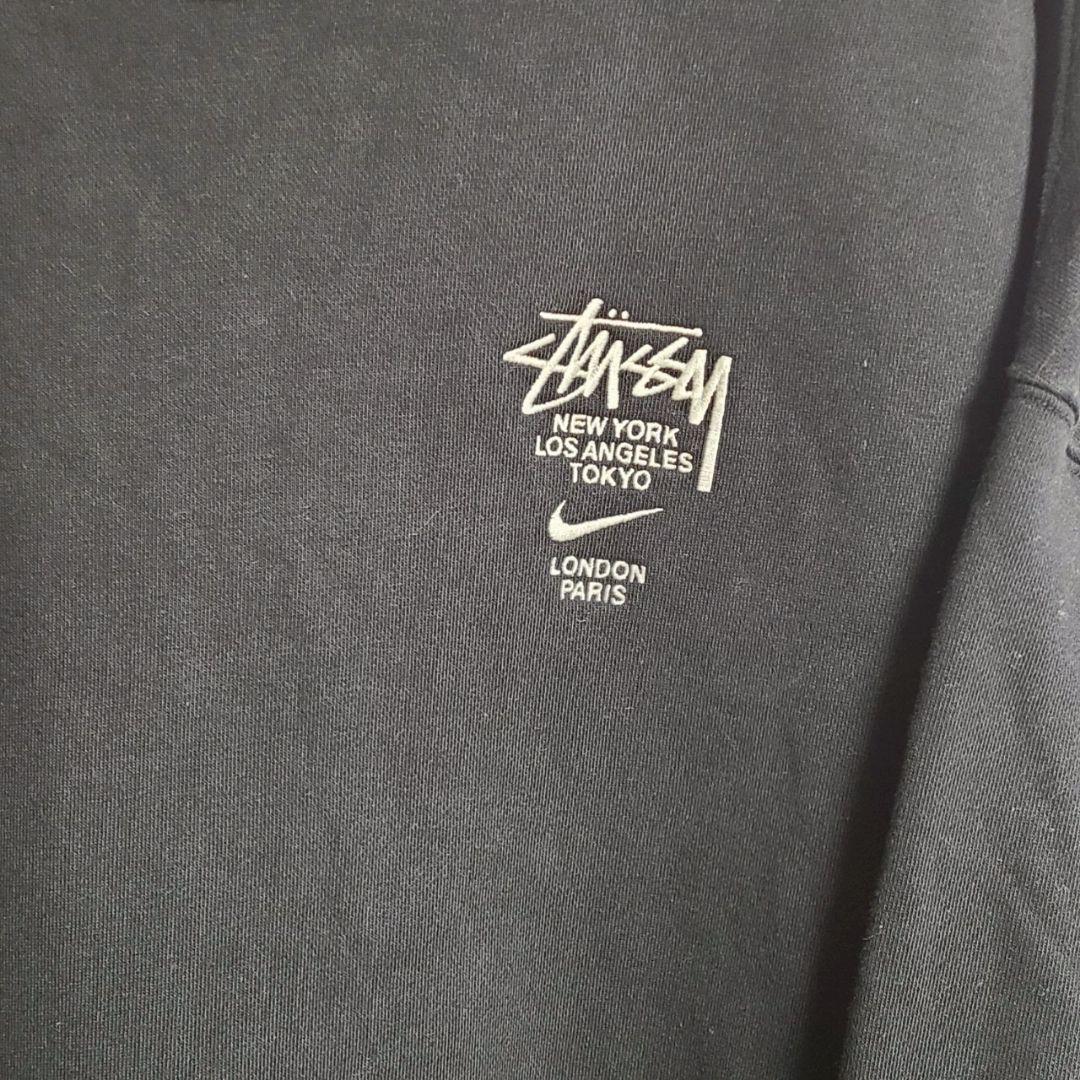 Stüssy
NEW YORK
LOS ANGELES
TOKYO
LONDON
PARIS